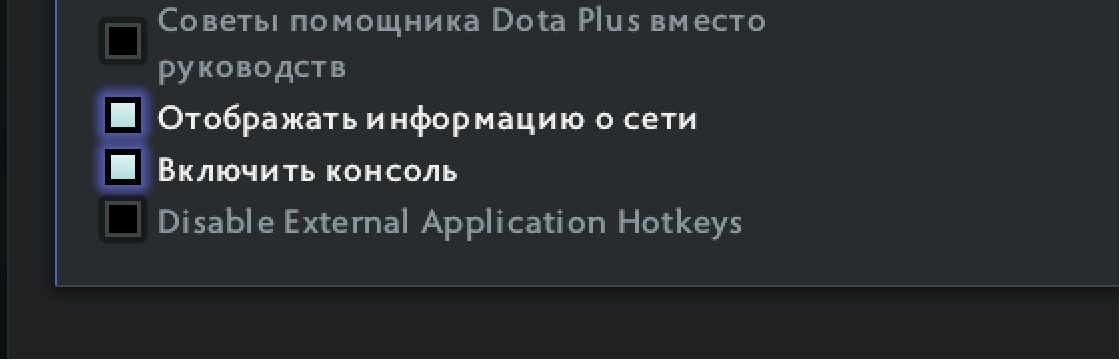 Советы помощника Dota Plus вместо
руководств
Отображать информацию о сети
Включить консоль
Disable External Application Hotkeys